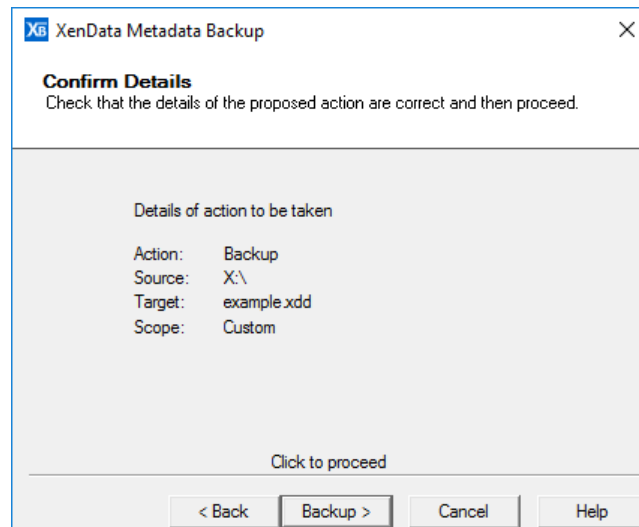 XB XenData Metadata Backup
Confirm Details
Check that the details of the proposed action are correct and then proceed.
Details of action to be taken
Action: Backup
Source: X:\
Target: example.xdd
Scope: Custom
Click to proceed
< Back Backup > Cancel Help